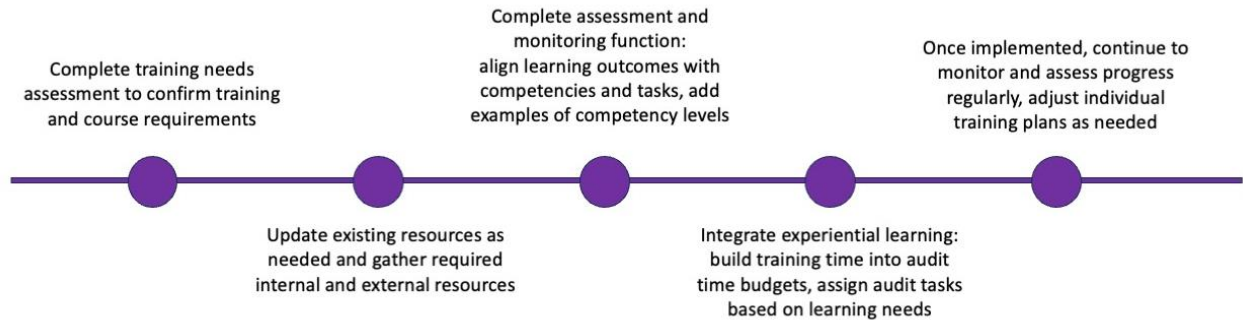 Complete training needs
assessment to confirm training
and course requirements
Update existing resources as
needed and gather required
internal and external resources
Complete assessment and
monitoring function:
align learning outcomes with
competencies and tasks, add
examples of competency levels
Integrate experiential learning:
build training time into audit
time budgets, assign audit tasks
based on learning needs
Once implemented, continue to
monitor and assess progress
regularly, adjust individual
training plans as needed